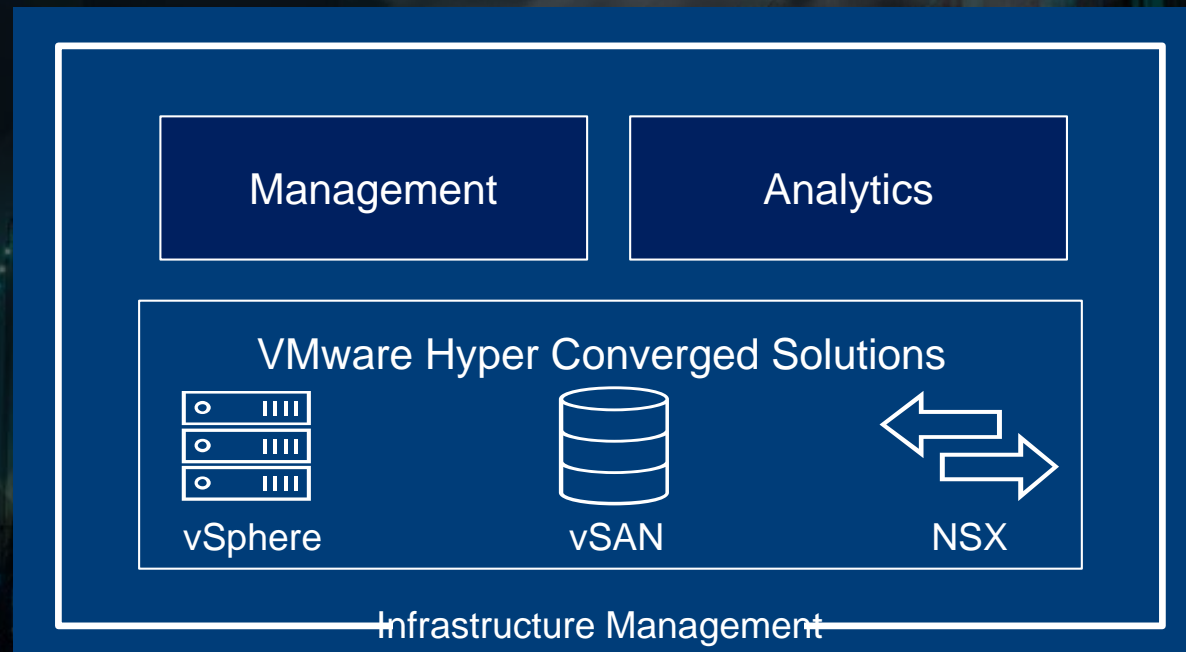 Management
Analytics
VMware Hyper Converged Solutions
vSphere
vSAN
NSX
Infrastructure Management